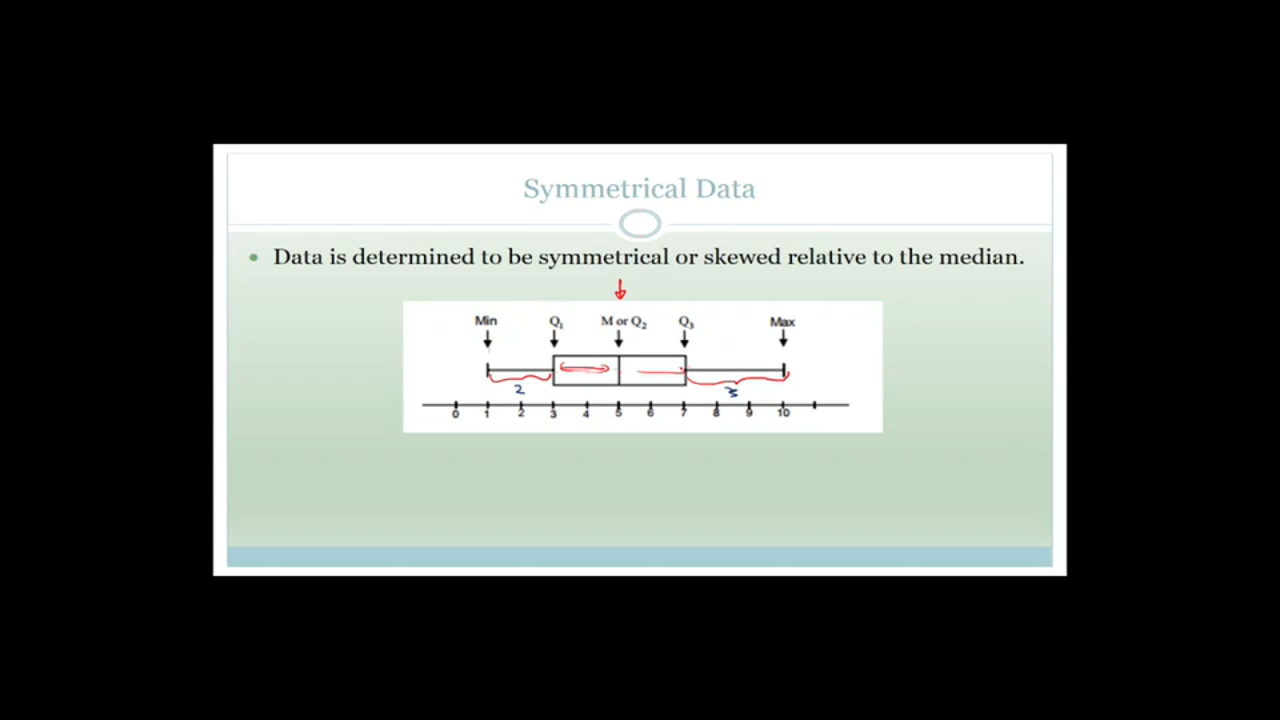 Symmetrical Data
• Data is determined to be symmetrical or skewed relative to the median.
Min Q1 M or Q2 Q3 Max
2 3
0 1 2 3 4 5 6 7 8 9 10